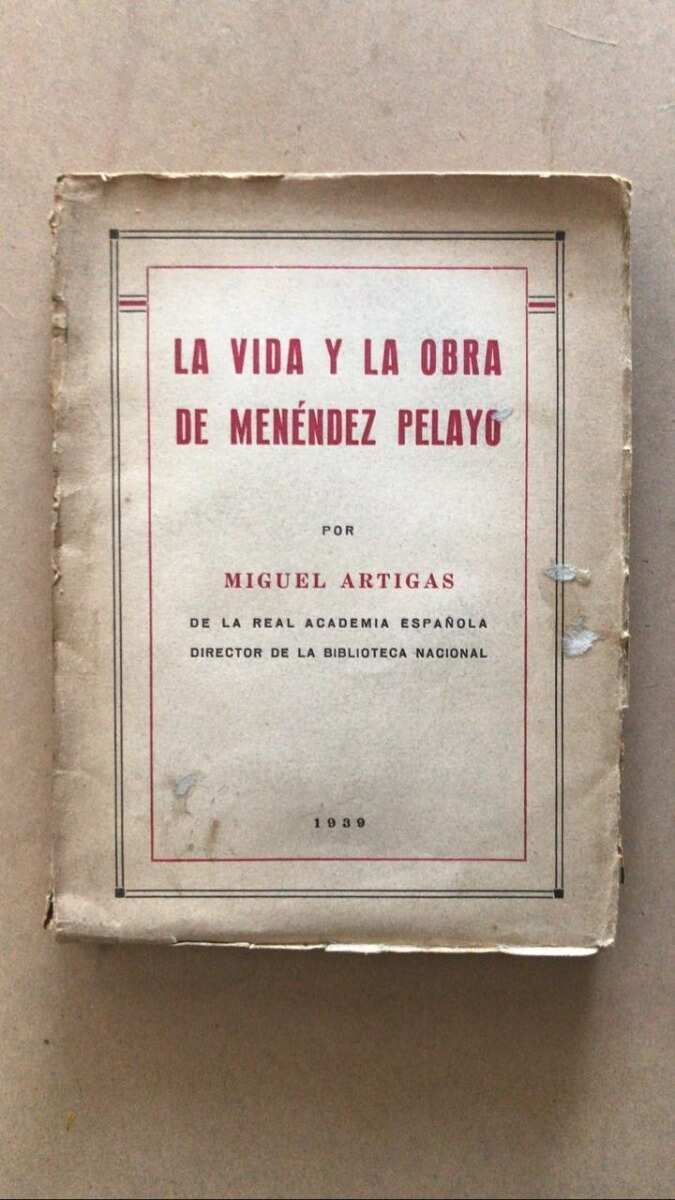 LA VIDA Y LA OBRA
DE MENÉNDEZ PELAYO
POR
MIGUEL ARTIGAS
DE LA REAL ACADEMIA ESPAÑOLA
DIRECTOR DE LA BIBLIOTECA NACIONAL
1939